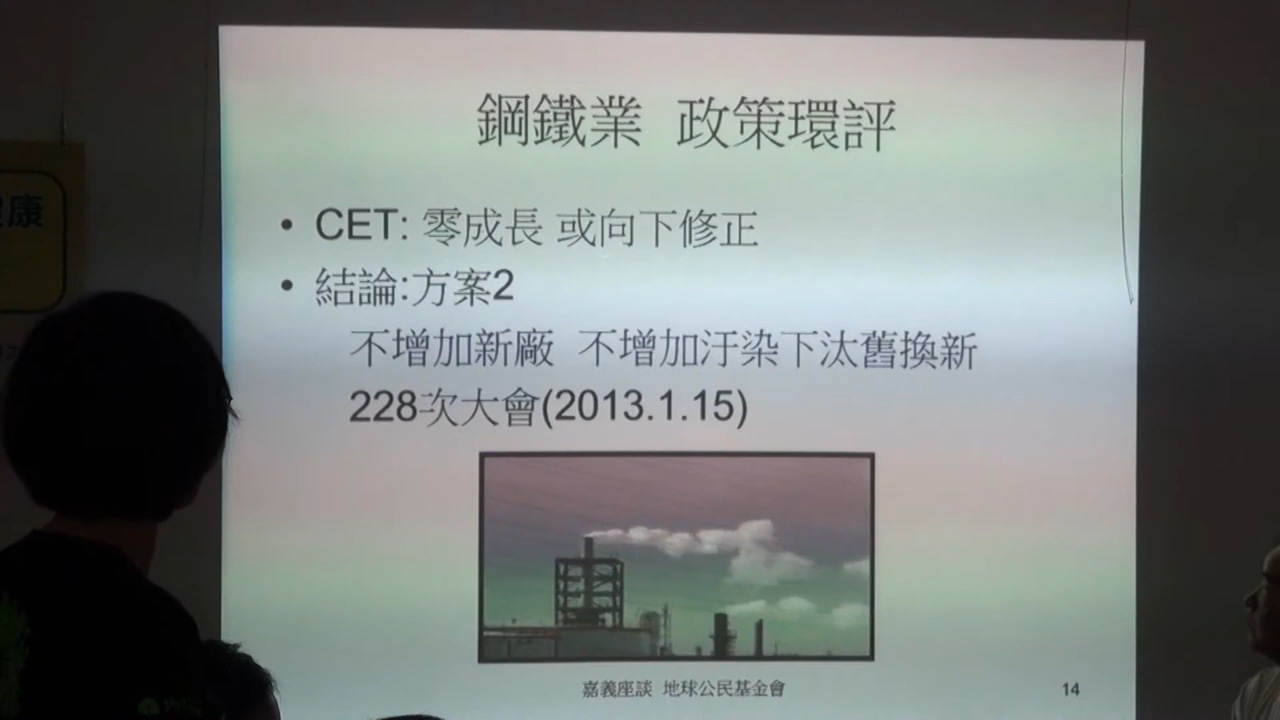 鋼鐵業 政策環評
• CET: 零成長 或向下修正
• 結論:方案2
不增加新廠 不增加汙染下汰舊換新
228次大會(2013.1.15)
嘉義座談 地球公民基金會
14
康